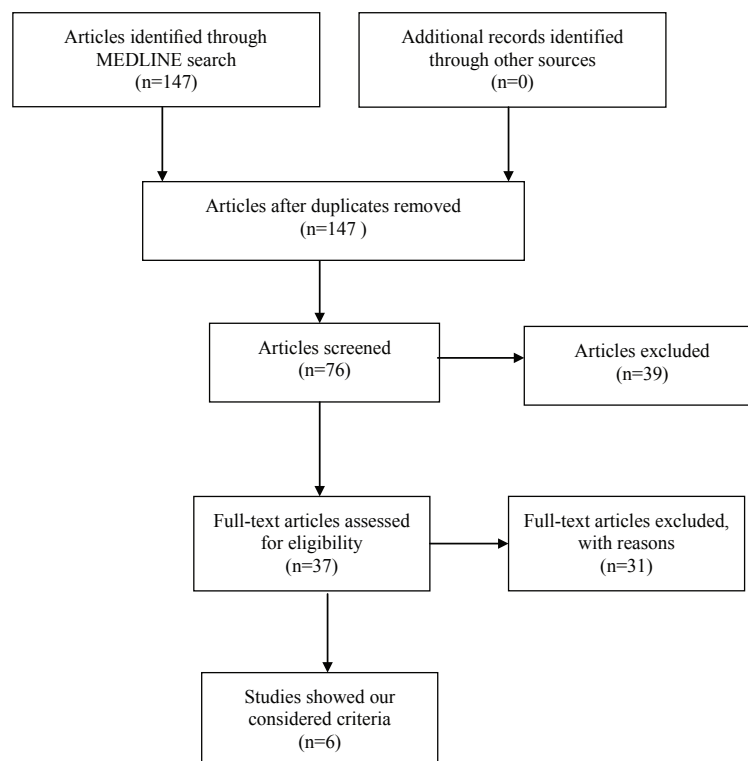 Articles identified through
MEDLINE search
(n=147)
Additional records identified
through other sources
(n=0)
Articles after duplicates removed
(n=147 )
Articles screened
(n=76)
Articles excluded
(n=39)
Full-text articles assessed
for eligibility
(n=37)
Full-text articles excluded,
with reasons
(n=31)
Studies showed our
considered criteria
(n=6)